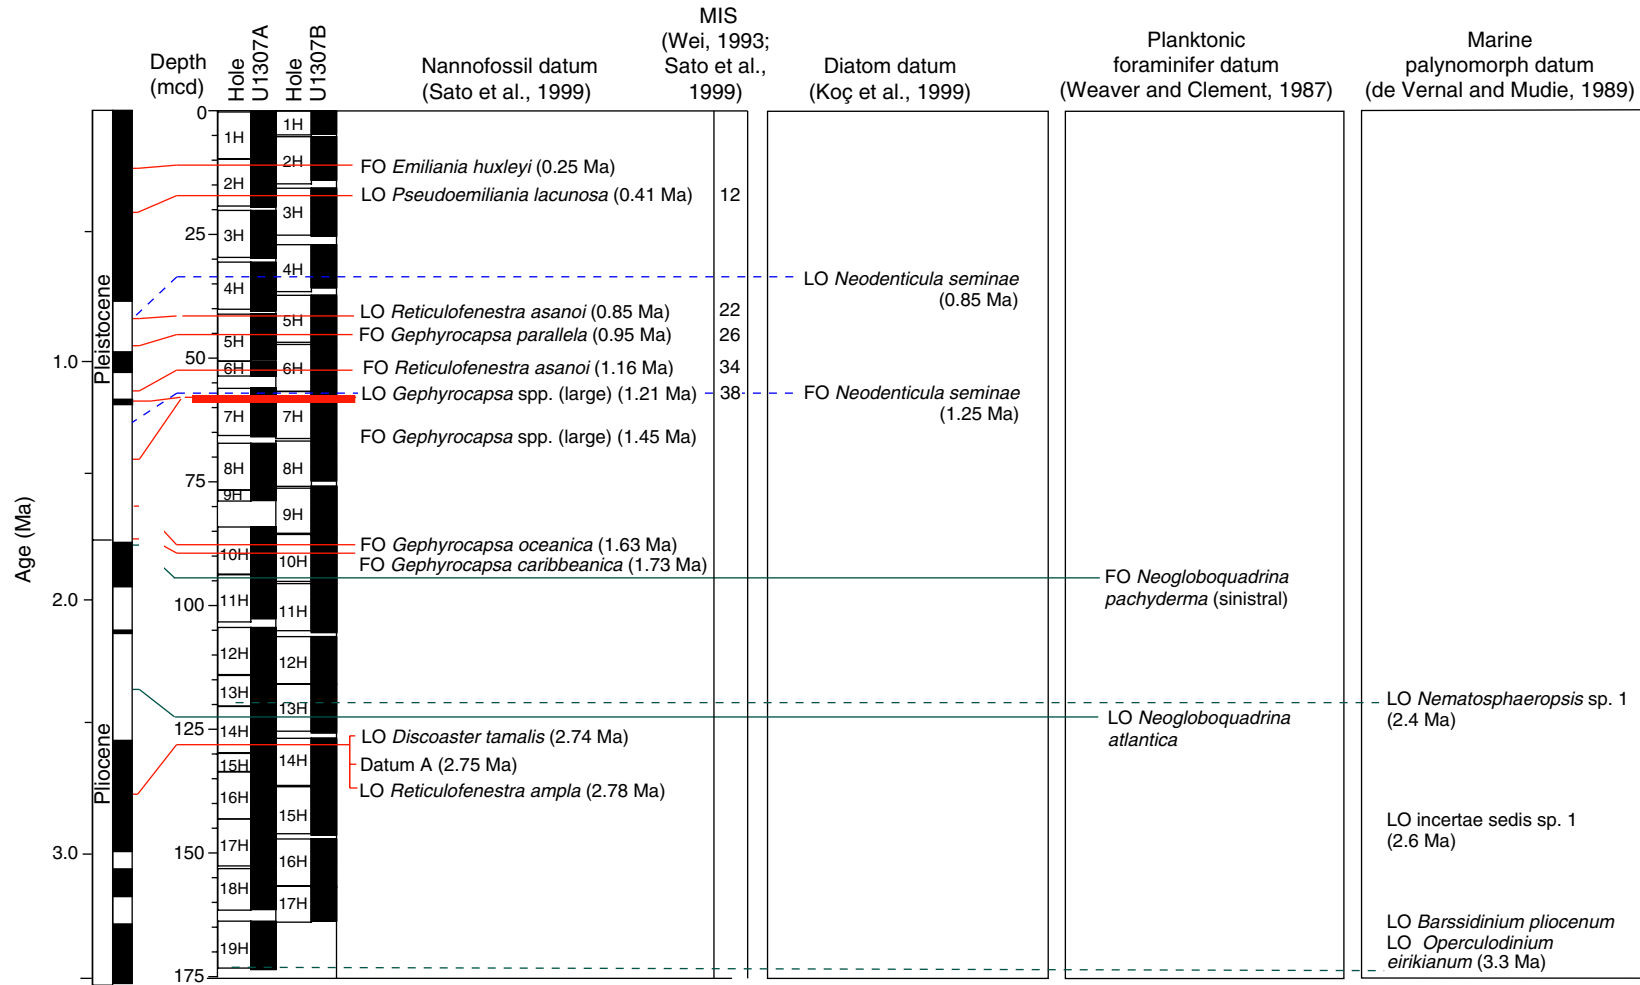 Depth
(mcd)
Hole
U1307A
Hole
U1307B
Nannofossil datum
(Sato et al., 1999)
MIS
(Wei, 1993;
Sato et al.,
1999)
Diatom datum
(Koç et al., 1999)
Planktonic
foraminifer datum
(Weaver and Clement, 1987)
Marine
palynomorph datum
(de Vernal and Mudie, 1989)
Age (Ma)
1.0
2.0
3.0
Pleistocene
Pliocene
0
25
50
75
100
125
150
175
1H
2H
3H
4H
5H
6H
7H
8H
9H
10H
11H
12H
13H
14H
15H
16H
17H
18H
19H
1H
2H
3H
4H
5H
6H
7H
8H
9H
10H
11H
12H
13H
14H
15H
16H
17H
FO Emiliania huxleyi (0.25 Ma)
LO Pseudoemiliania lacunosa (0.41 Ma)
LO Reticulofenestra asanoi (0.85 Ma)
FO Gephyrocapsa parallela (0.95 Ma)
FO Reticulofenestra asanoi (1.16 Ma)
LO Gephyrocapsa spp. (large) (1.21 Ma)
FO Gephyrocapsa spp. (large) (1.45 Ma)
FO Gephyrocapsa oceanica (1.63 Ma)
FO Gephyrocapsa caribbeanica (1.73 Ma)
LO Discoaster tamalis (2.74 Ma)
Datum A (2.75 Ma)
LO Reticulofenestra ampla (2.78 Ma)
12
22
26
34
38
LO Neodenticula seminae
(0.85 Ma)
FO Neodenticula seminae
(1.25 Ma)
FO Neogloboquadrina
pachyderma (sinistral)
LO Neogloboquadrina
atlantica
LO Nematosphaeropsis sp. 1
(2.4 Ma)
LO incertae sedis sp. 1
(2.6 Ma)
LO Barssidinium pliocenum
LO Operculodinium
eirikianum (3.3 Ma)